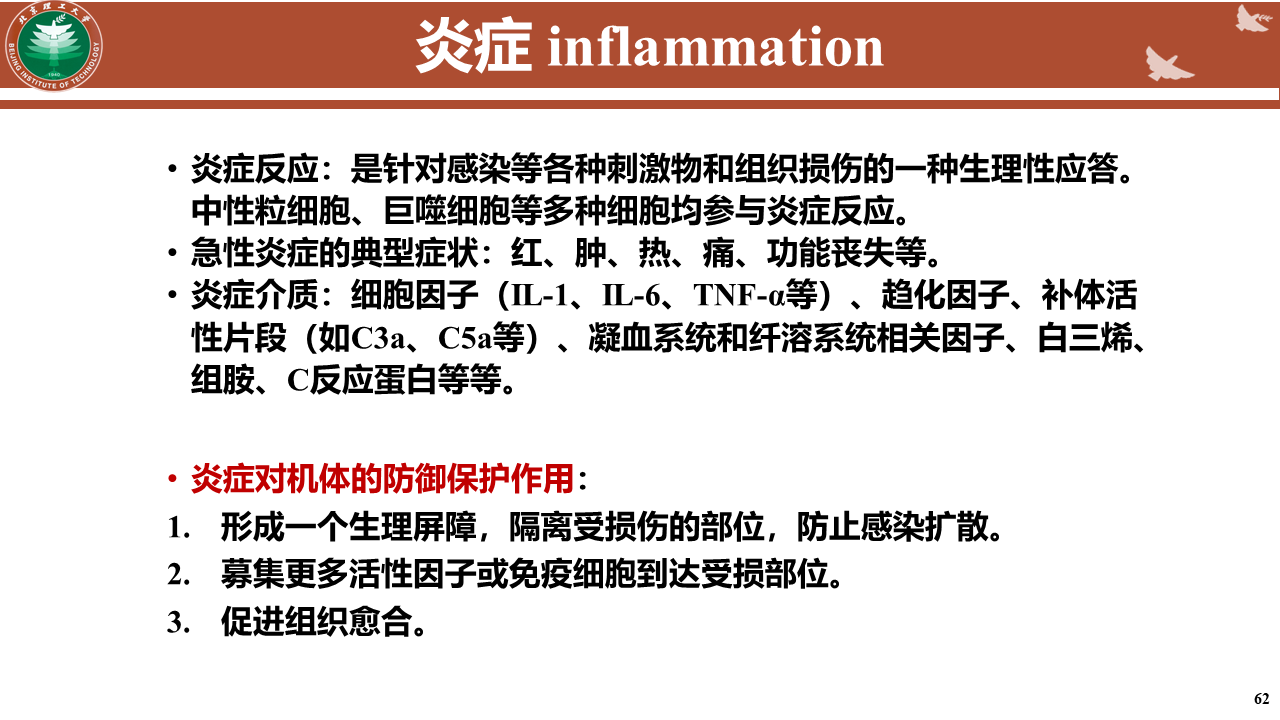 北京理工大学
BEIJING INSTITUTE OF TECHNOLOGY
1940
炎症 inflammation
• 炎症反应：是针对感染等各种刺激物和组织损伤的一种生理性应答。
中性粒细胞、巨噬细胞等多种细胞均参与炎症反应。
• 急性炎症的典型症状：红、肿、热、痛、功能丧失等。
• 炎症介质：细胞因子（IL-1、IL-6、TNF-α等）、趋化因子、补体活
性片段（如C3a、C5a等）、凝血系统和纤溶系统相关因子、白三烯、
组胺、C反应蛋白等等。
• 炎症对机体的防御保护作用：
1. 形成一个生理屏障，隔离受损伤的部位，防止感染扩散。
2. 募集更多活性因子或免疫细胞到达受损部位。
3. 促进组织愈合。
62